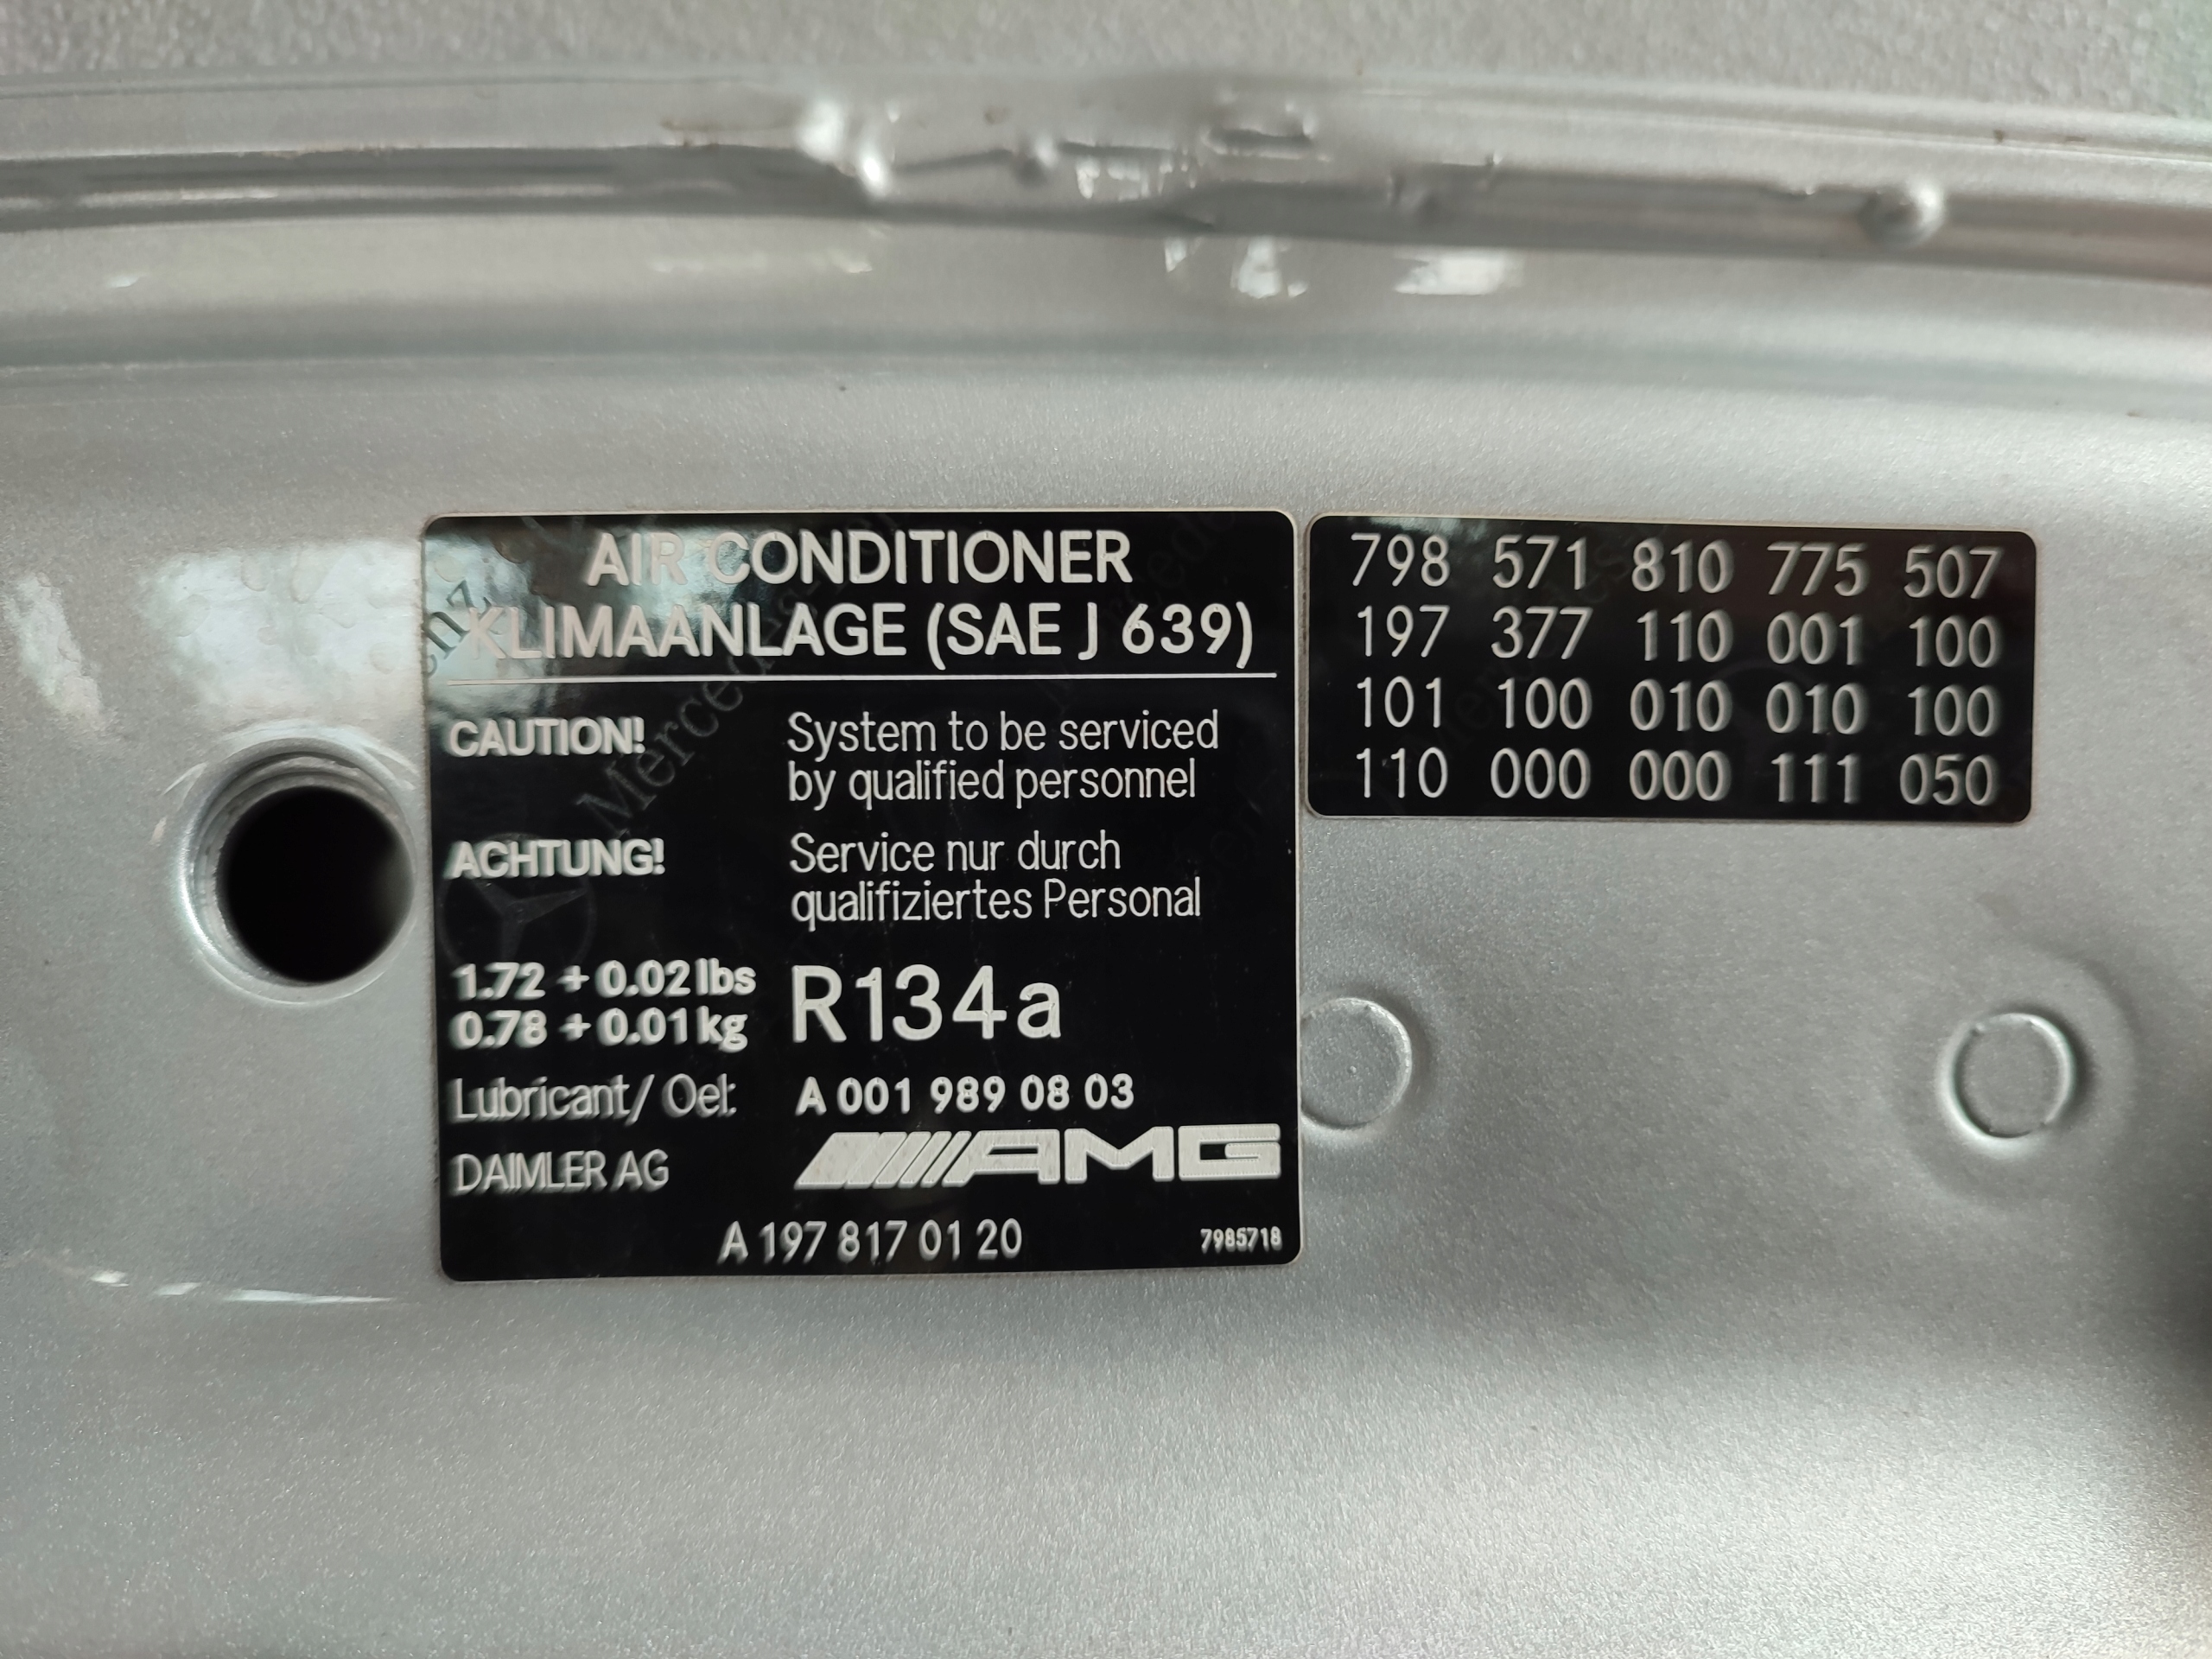 AIR CONDITIONER
KLIMAANLAGE (SAE J 639)
CAUTION! System to be serviced
by qualified personnel
ACHTUNG! Service nur durch
qualifiziertes Personal
1.72 + 0.02 lbs
0.78 + 0.01 kg
R134a
Lubricant/ Oel: A 001 989 08 03
DAIMLER AG AMG
A 197 817 01 20 7985718
798 571 810 775 507
197 377 110 001 100
101 100 010 010 100
110 000 000 111 050